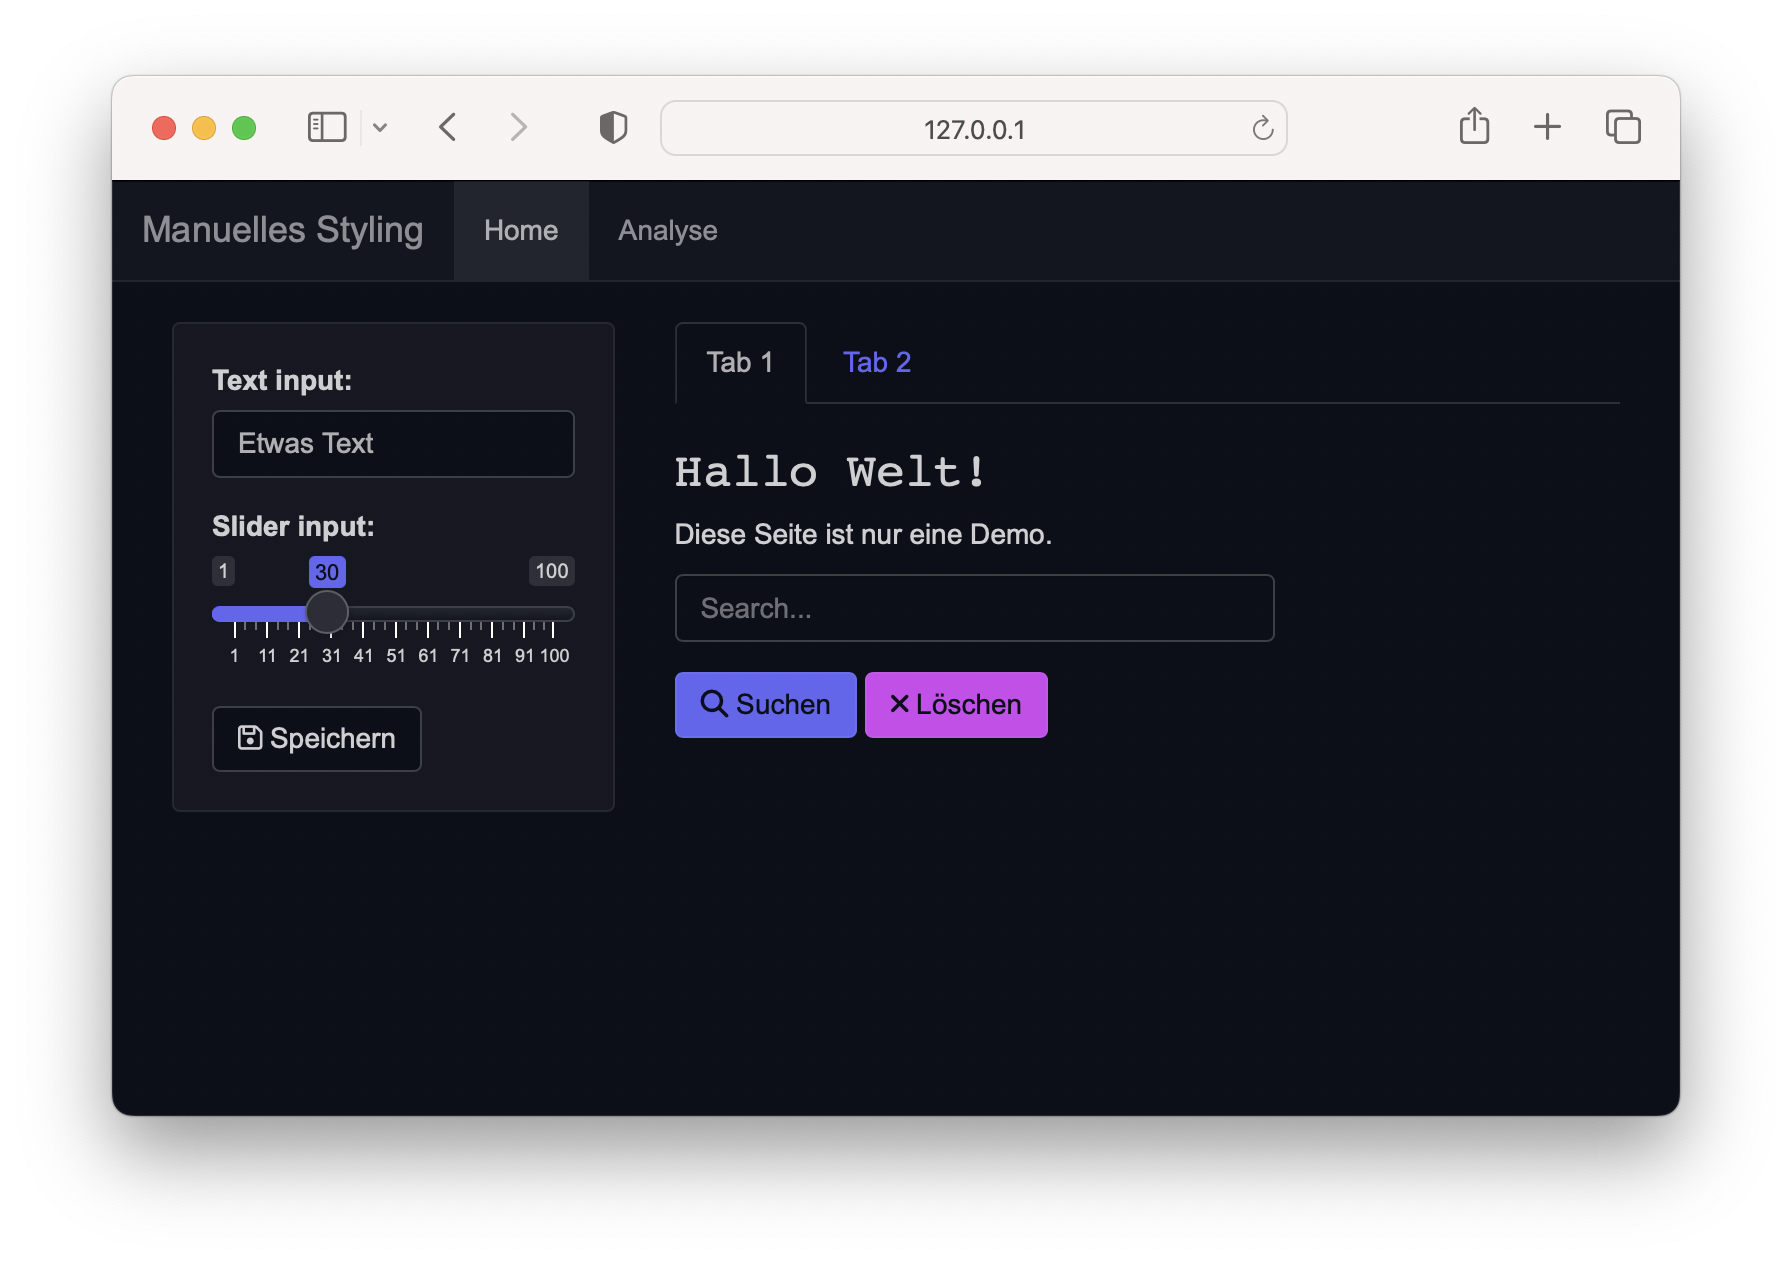 127.0.0.1
Manuelles Styling Home Analyse
Text input:
Etwas Text
Slider input:
1 30 100
1 11 21 31 41 51 61 71 81 91 100
Speichern
Tab 1 Tab 2
Hallo Welt!
Diese Seite ist nur eine Demo.
Search...
Suchen Löschen